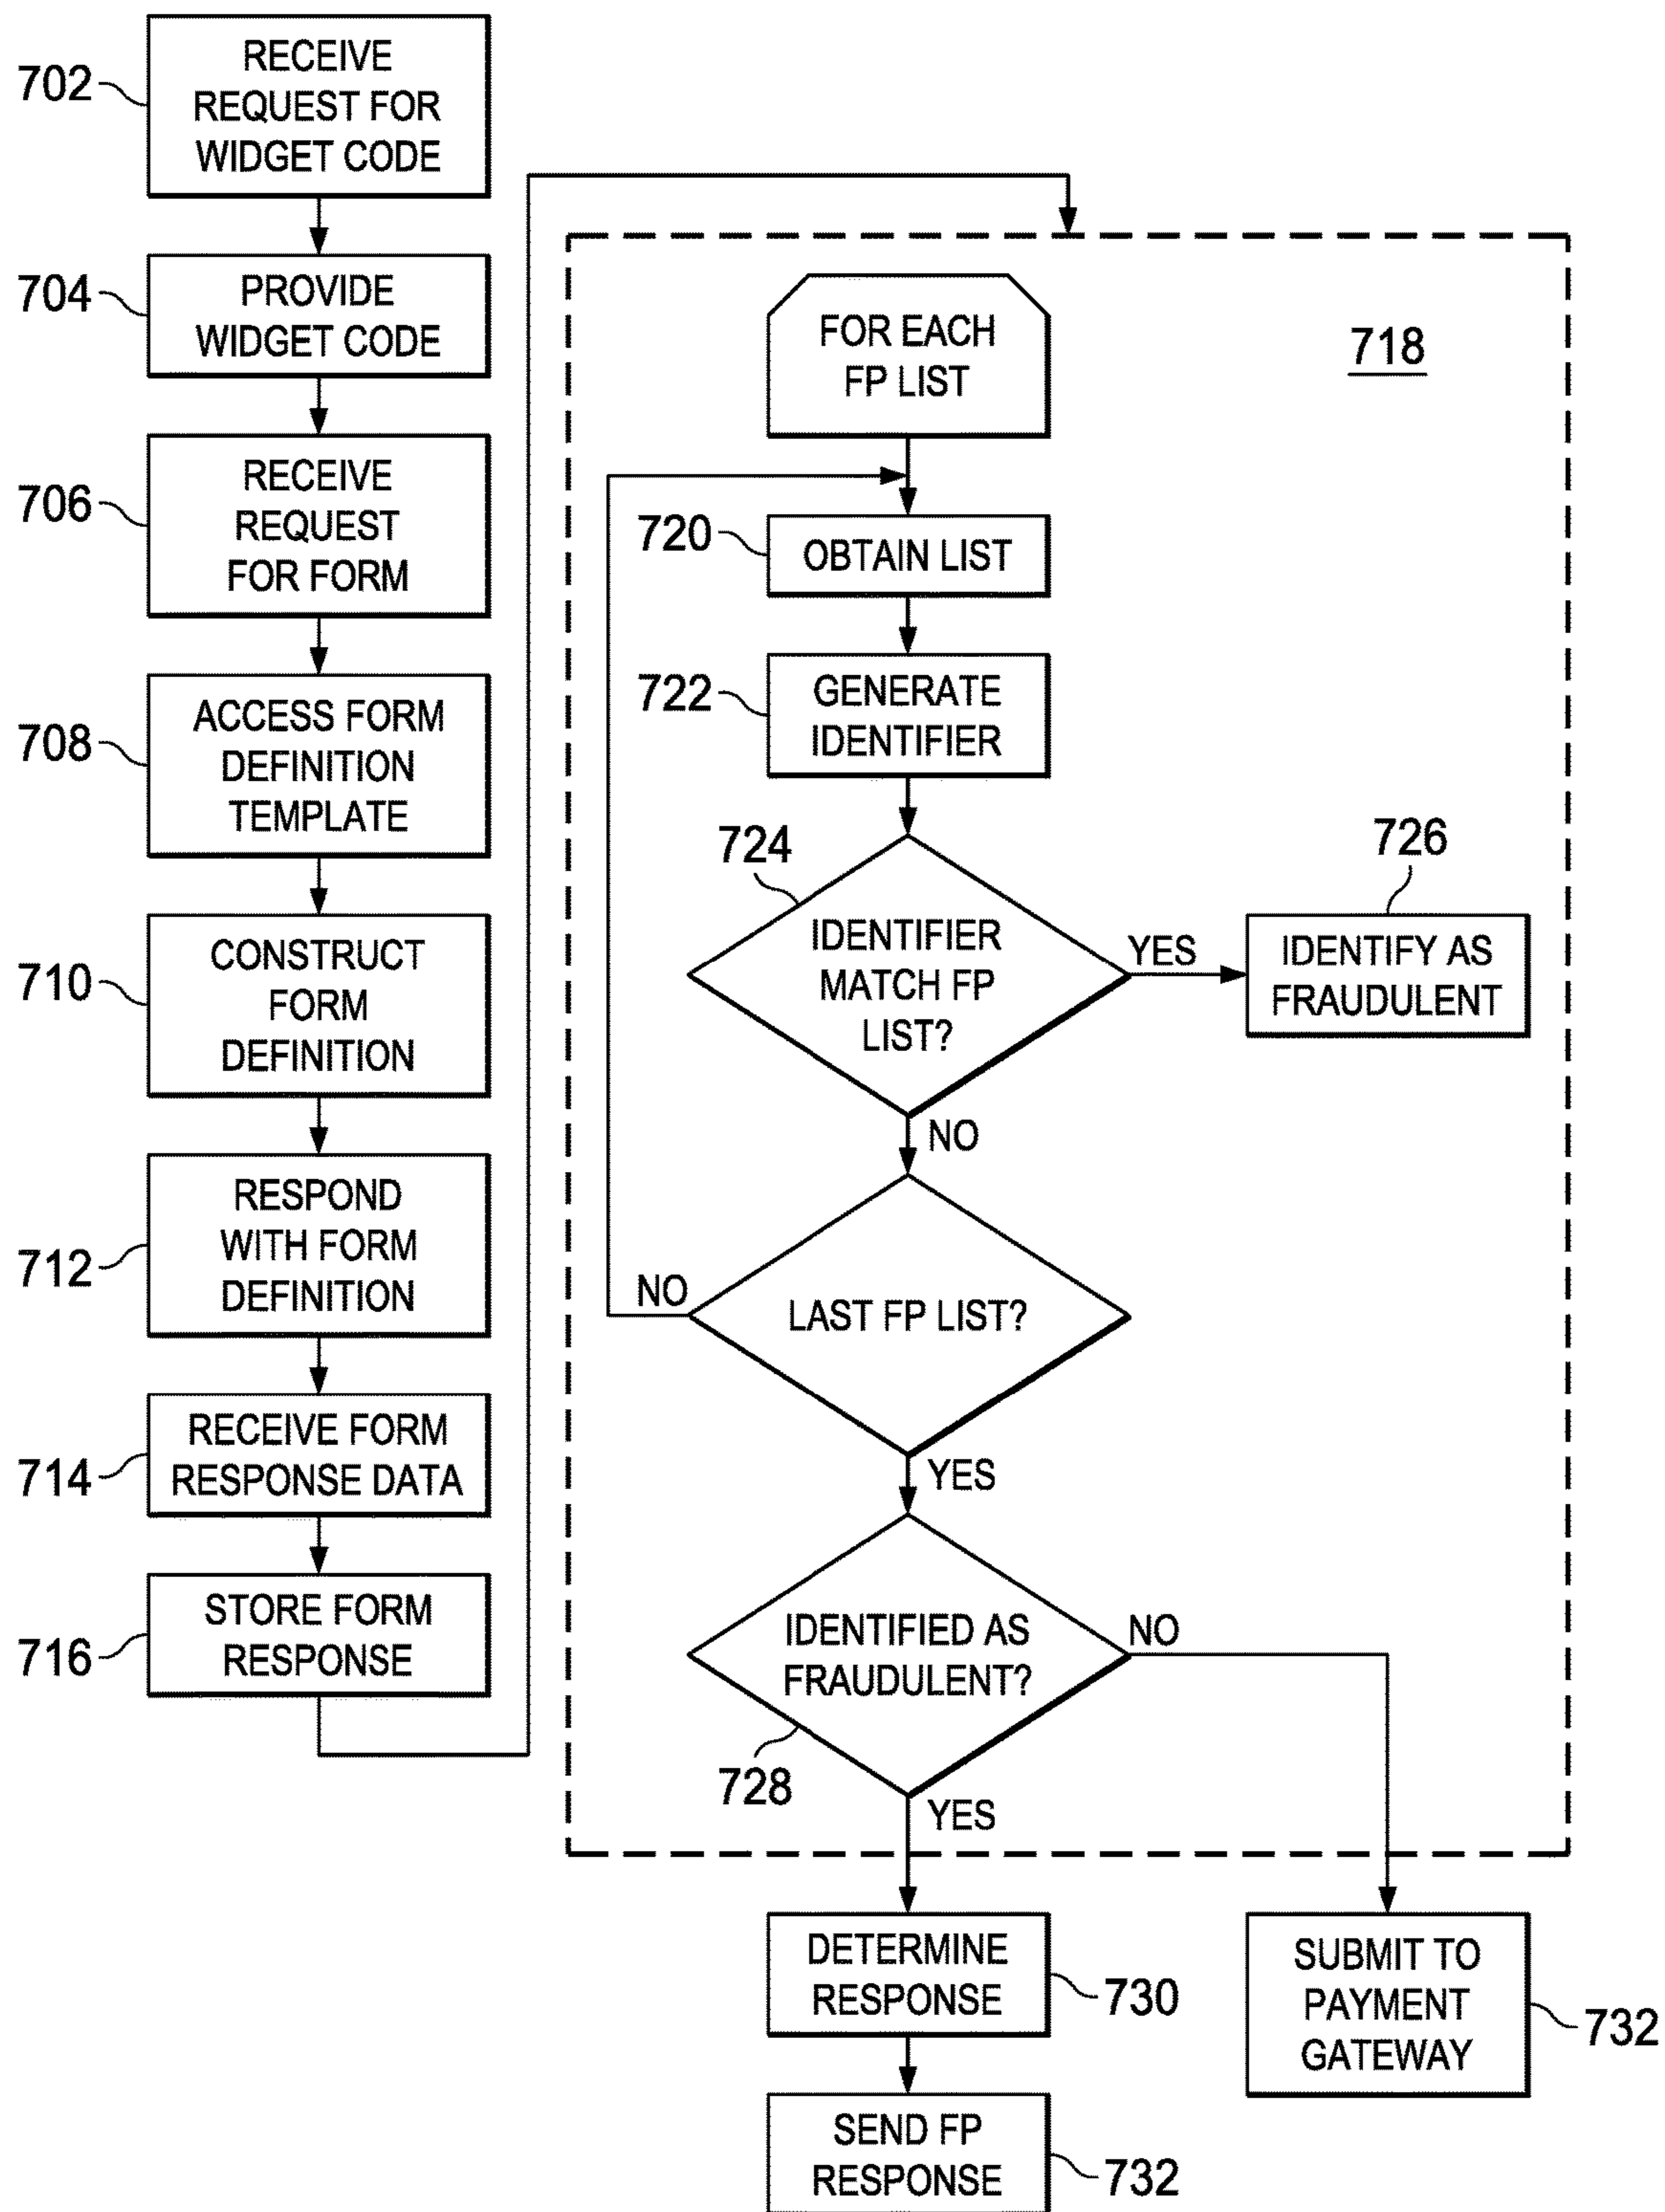 702
RECEIVE
REQUEST FOR
WIDGET CODE
704
PROVIDE
WIDGET CODE
706
RECEIVE
REQUEST
FOR FORM
708
ACCESS FORM
DEFINITION
TEMPLATE
710
CONSTRUCT
FORM
DEFINITION
712
RESPOND
WITH FORM
DEFINITION
714
RECEIVE FORM
RESPONSE DATA
716
STORE FORM
RESPONSE
718
FOR EACH
FP LIST
720
OBTAIN LIST
722
GENERATE
IDENTIFIER
724
IDENTIFIER
MATCH FP
LIST?
YES
726
IDENTIFY AS
FRAUDULENT
NO
LAST FP LIST?
NO
YES
IDENTIFIED AS
FRAUDULENT?
NO
728
YES
DETERMINE
RESPONSE
730
SEND FP
RESPONSE
732
SUBMIT TO
PAYMENT
GATEWAY
732